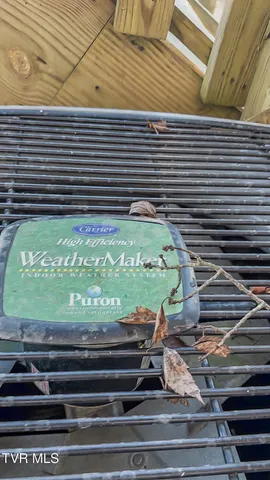 Carrier
High Efficiency
WeatherMaker
INDOOR WEATHER SYSTEM
Puron
TVR MLS